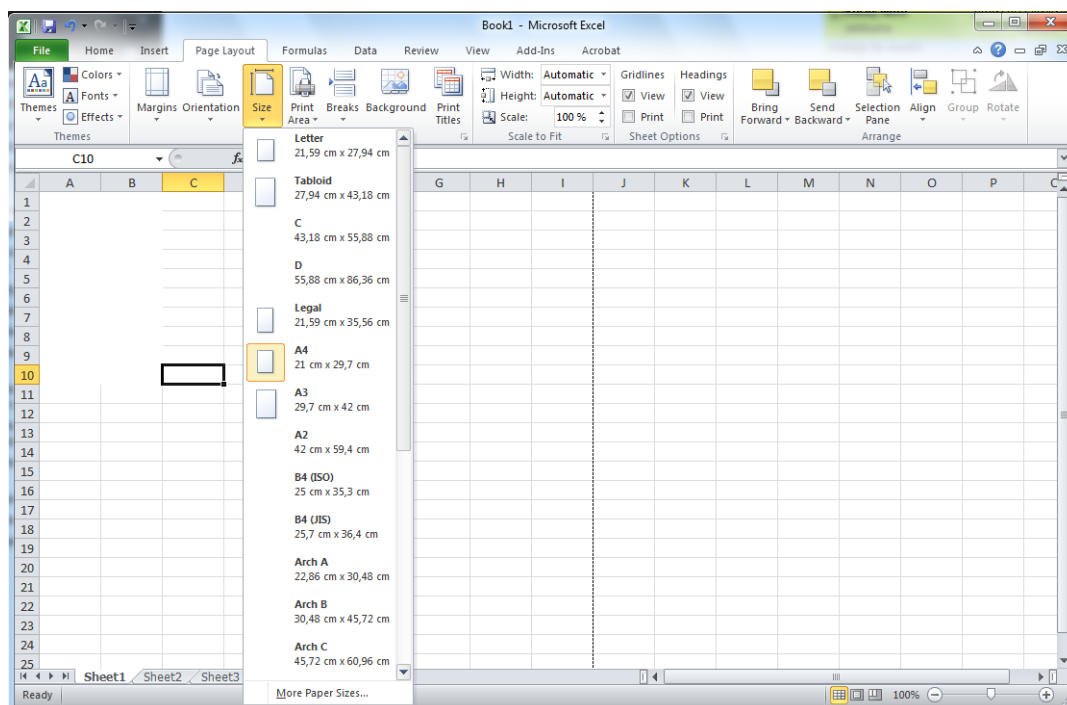 Book1 - Microsoft Excel
File Home Insert Page Layout Formulas Data Review View Add-Ins Acrobat
Themes
Colors
Fonts
Effects
Themes
Margins
Orientation
Size
Print Area
Breaks
Background
Print Titles
Width: Automatic
Height: Automatic
Scale: 100 %
Scale to Fit
Gridlines
View
Print
Headings
View
Print
Sheet Options
Bring Forward
Send Backward
Selection Pane
Align
Group
Rotate
Arrange
C10
fx
A B C G H I J K L M N O P
1
2
3
4
5
6
7
8
9
10
11
12
13
14
15
16
17
18
19
20
21
22
23
24
25
Letter
21,59 cm x 27,94 cm
Tabloid
27,94 cm x 43,18 cm
C
43,18 cm x 55,88 cm
D
55,88 cm x 86,36 cm
Legal
21,59 cm x 35,56 cm
A4
21 cm x 29,7 cm
A3
29,7 cm x 42 cm
A2
42 cm x 59,4 cm
B4 (ISO)
25 cm x 35,3 cm
B4 (JIS)
25,7 cm x 36,4 cm
Arch A
22,86 cm x 30,48 cm
Arch B
30,48 cm x 45,72 cm
Arch C
45,72 cm x 60,96 cm
More Paper Sizes...
Sheet1 Sheet2 Sheet3
Ready
100%